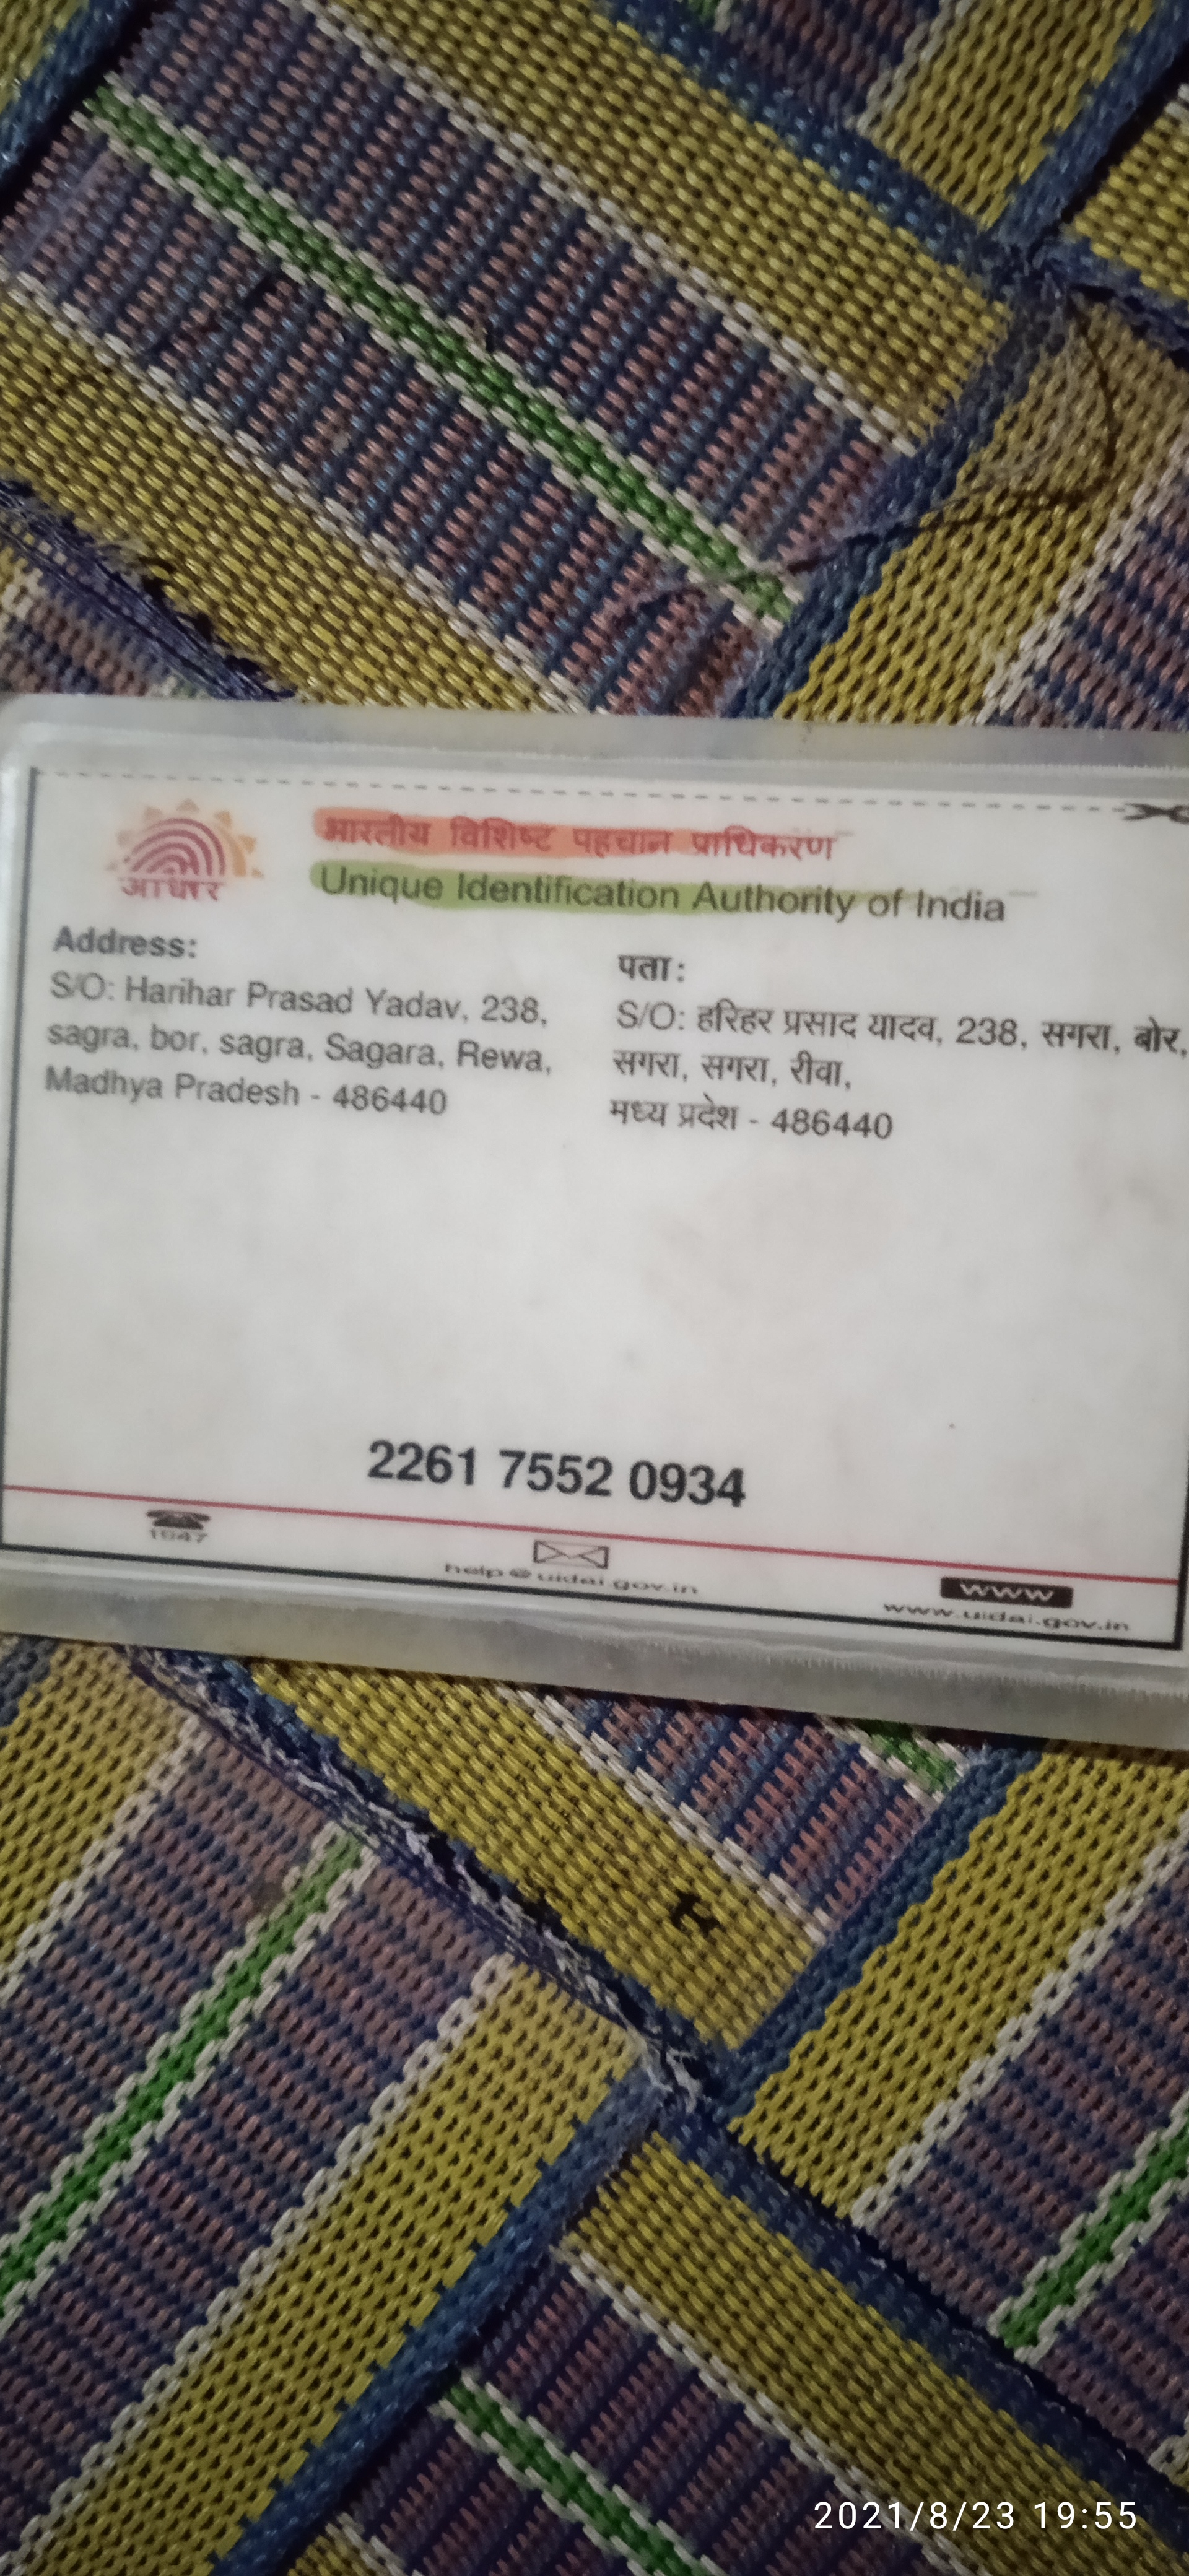 भारतीय विशिष्ट पहचान प्राधिकरण
Unique Identification Authority of India
आधार
Address:
S/O: Harihar Prasad Yadav, 238,
sagra, bor, sagra, Sagara, Rewa,
Madhya Pradesh - 486440
पता:
S/O: हरिहर प्रसाद यादव, 238, सगरा, बोर,
सगरा, सगरा, रीवा,
मध्य प्रदेश - 486440
2261 7552 0934
1947
help@uidai.gov.in
www
www.uidai.gov.in
2021/8/23 19:55